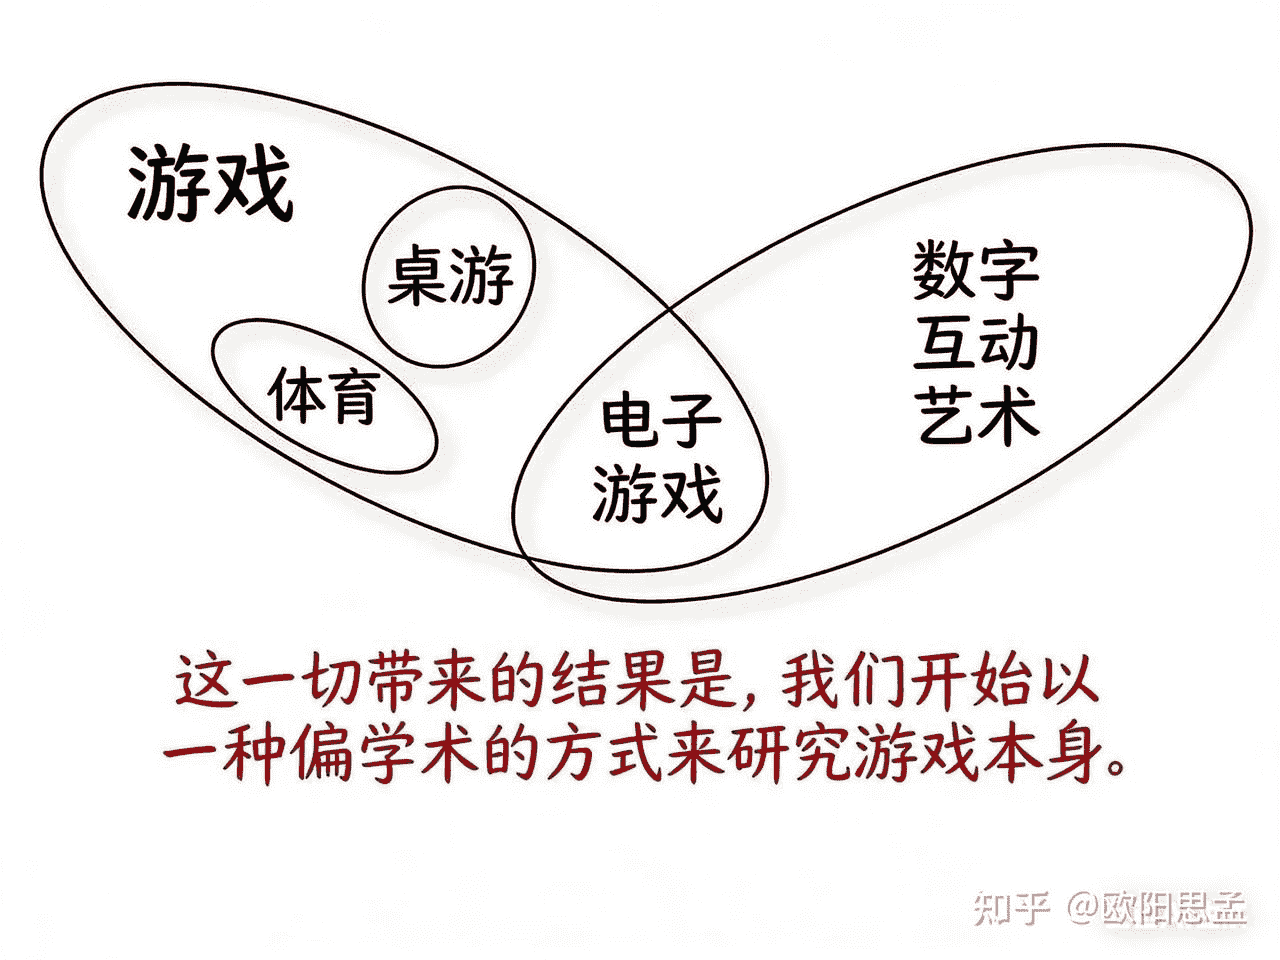 游戏
桌游
体育
电子
游戏
数字
互动
艺术
这一切带来的结果是,我们开始以
一种偏学术的方式来研究游戏本身。
知乎 @欧阳思孟